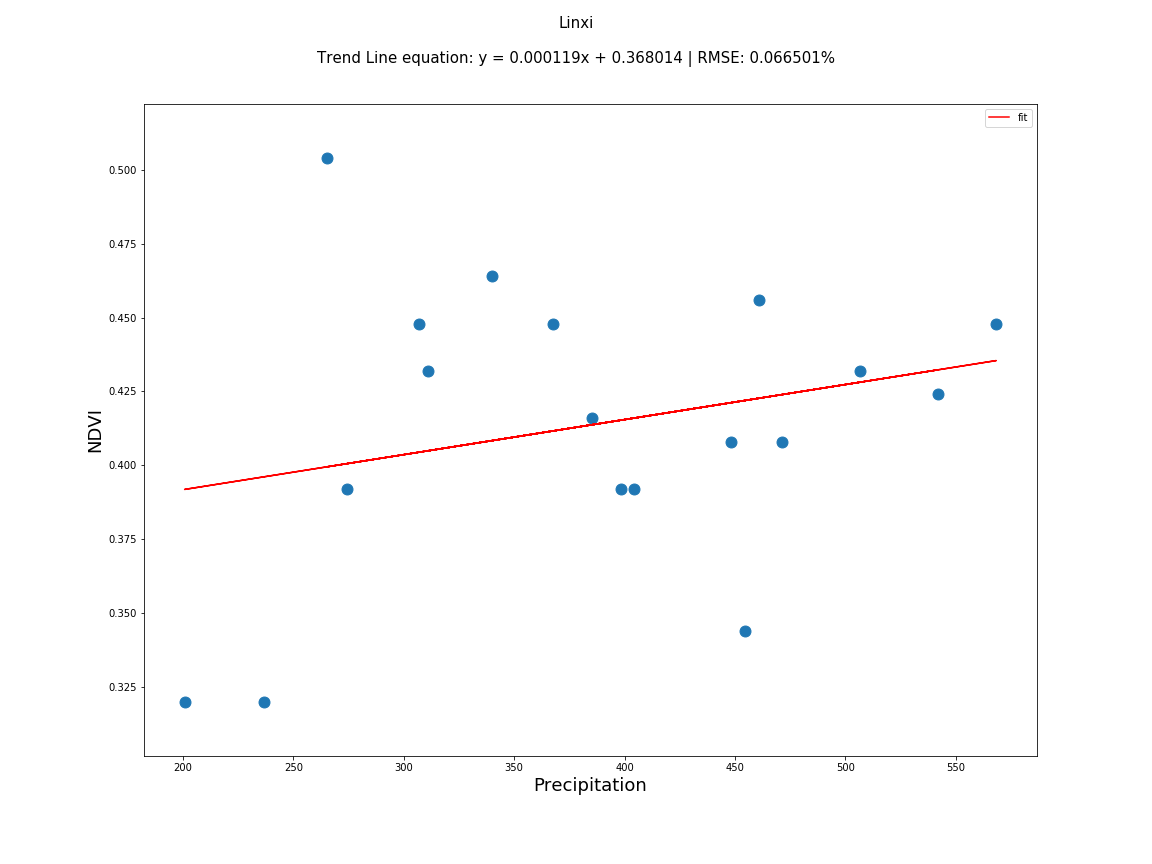 Linxi
Trend Line equation: y = 0.000119x + 0.368014 | RMSE: 0.066501%
fit
0.500
0.475
0.450
0.425
0.400
0.375
0.350
0.325
NDVI
200 250 300 350 400 450 500 550
Precipitation